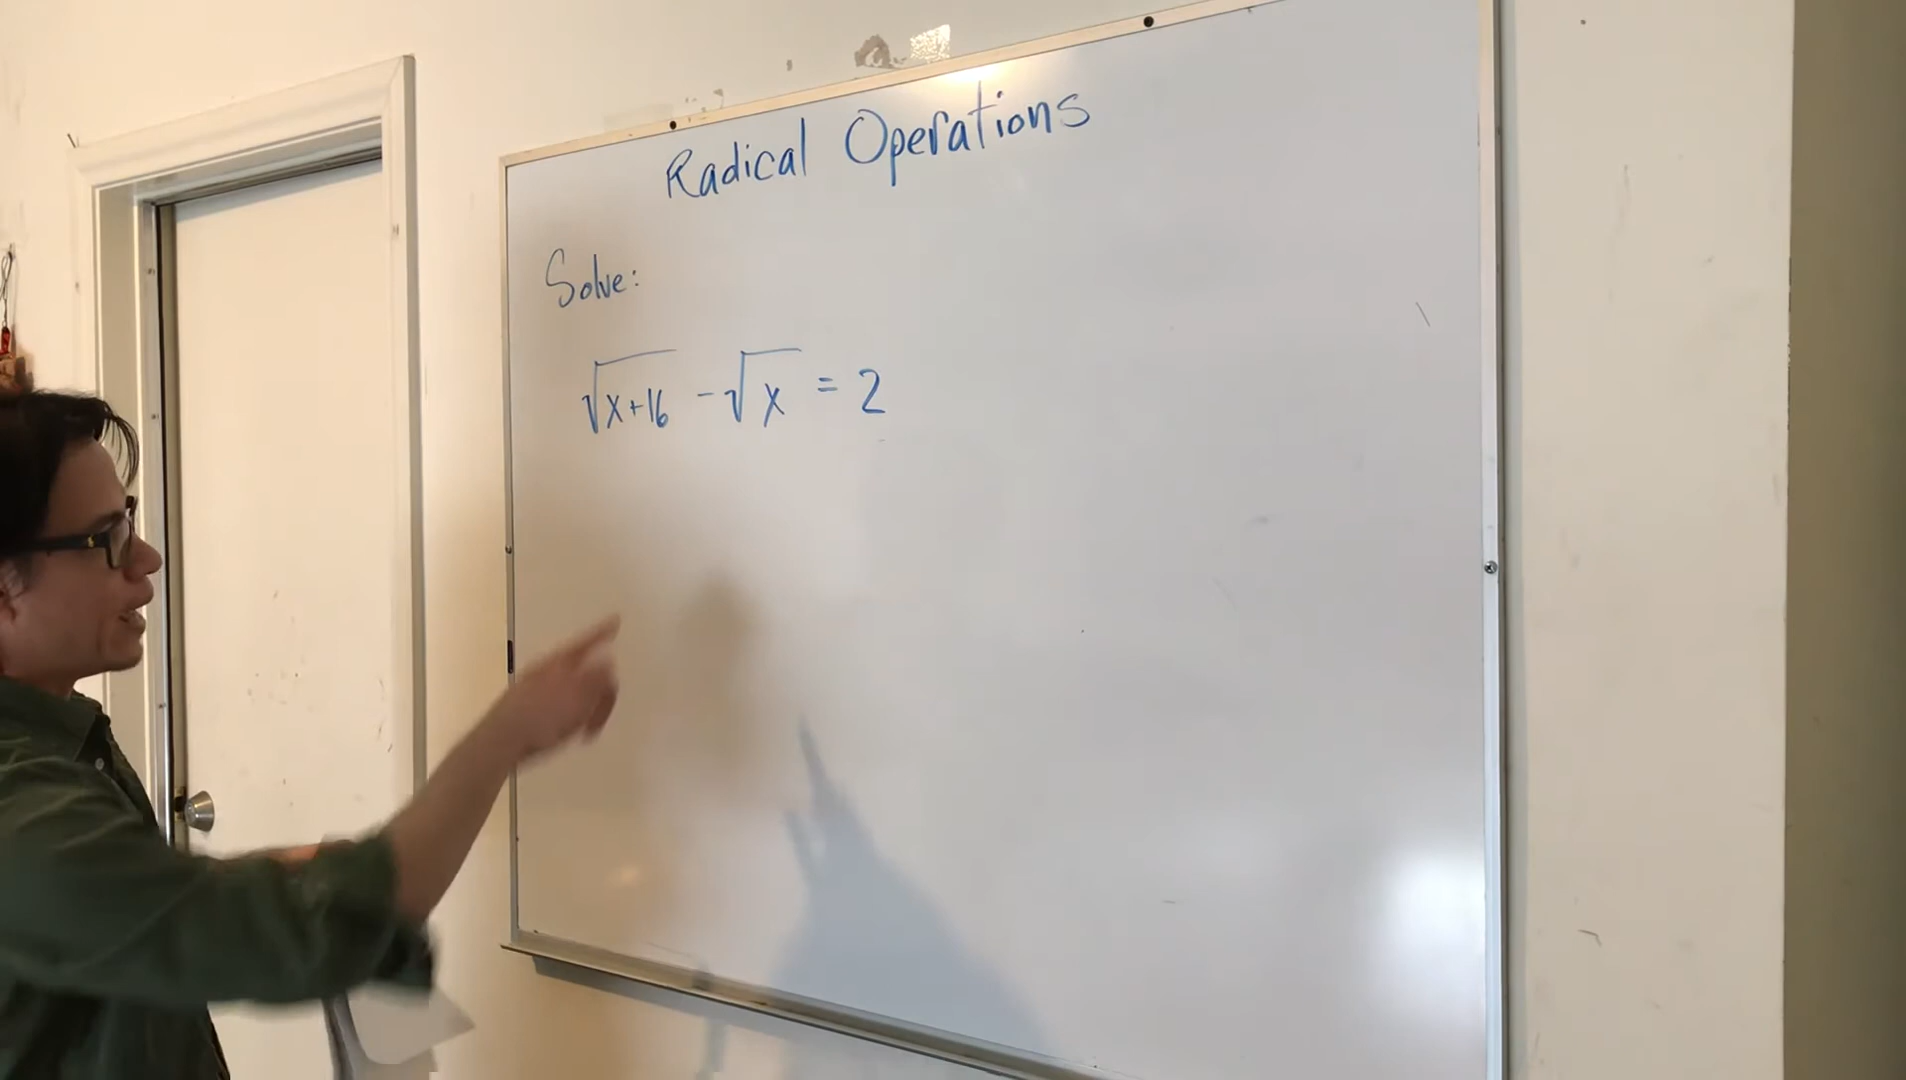 Radical Operations
Solve:
√x+16 - √x = 2